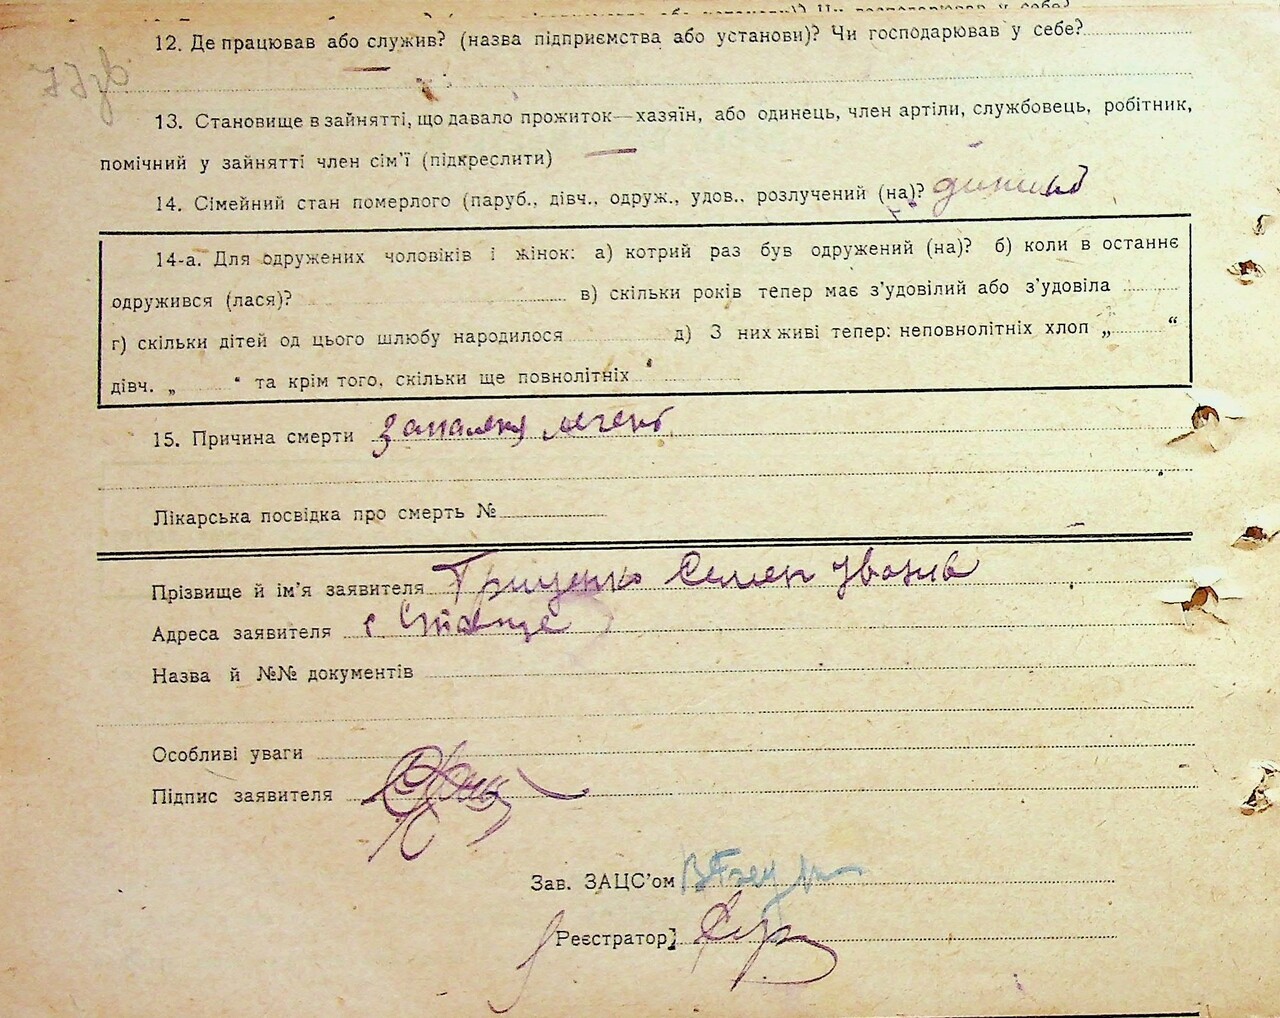 77зв
12. Де працював або служив? (назва підприємства або установи)? Чи господарював у себе?
13. Становище в зайнятті, що давало прожиток—хазяїн, або одинець, член артіли, службовець, робітник,
помічний у зайнятті член сім'ї (підкреслити)
14. Сімейний стан померлого (паруб., дівч., одруж., удов., розлучений (на)?
14-а. Для одружених чоловіків і жінок: а) котрий раз був одружений (на)? б) коли в останнє
одружився (лася)? в) скільки років тепер має з'удовілий або з'удовіла
г) скільки дітей од цього шлюбу народилося д) З них живі тепер: неповнолітніх хлоп „ “
дівч. „ “ та крім того, скільки ще повнолітніх
15. Причина смерти запалення легень
Лікарська посвідка про смерть №
Прізвище й ім'я заявителя Гриценко Семен
Адреса заявителя с
Назва й №№ документів
Особливі уваги
Підпис заявителя
Зав. ЗАЦС'ом
Реєстратор